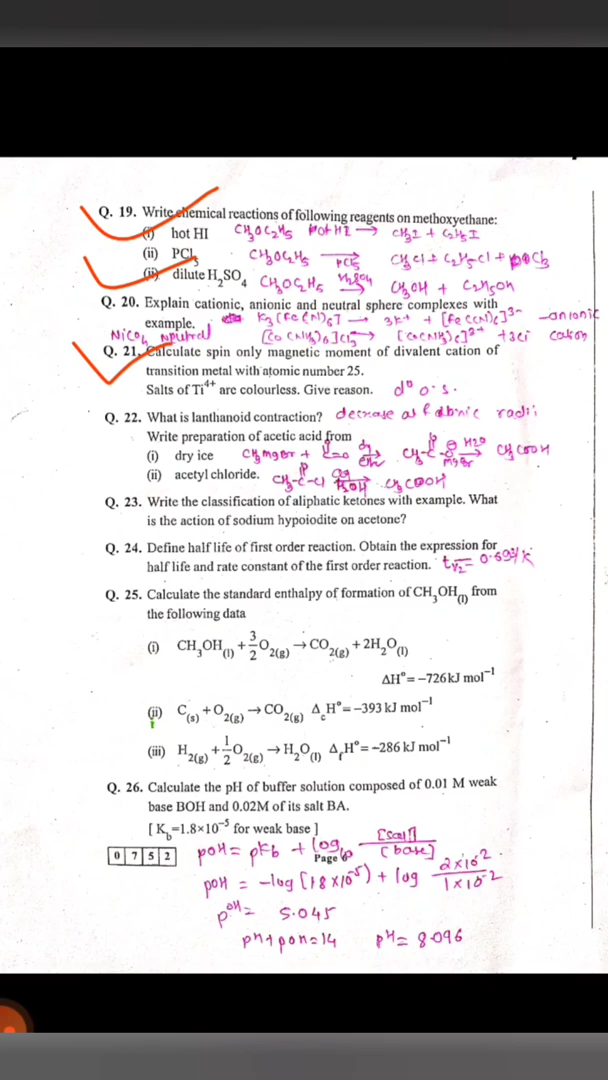 Q. 19. Write chemical reactions of following reagents on methoxyethane:
(i) hot HI CH₃OC₂H₅ hot HI → CH₃I + C₂H₅I
(ii) PCl₅ CH₃OC₂H₅ PCl₅ → CH₃Cl + C₂H₅-Cl + POCl₃
(ii) dilute H₂SO₄ CH₃OC₂H₅ H₂SO₄ → CH₃OH + C₂H₅OH
Q. 20. Explain cationic, anionic and neutral sphere complexes with
example. K₃[Fe(CN)₆] → 3K⁺ + [Fe(CN)₆]³⁻ -anionic
Ni(CO)₄ neutral [Co(NH₃)₆]Cl₃ → [Co(NH₃)₆]³⁺ + 3Cl cation
Q. 21. Calculate spin only magnetic moment of divalent cation of
transition metal with atomic number 25.
Salts of Ti⁴⁺ are colourless. Give reason. d⁰ o.s.
Q. 22. What is lanthanoid contraction? decrease radii
Write preparation of acetic acid from
(i) dry ice CH₃MgBr + dry ether H₂O CH₃COOH
(ii) acetyl chloride. CH₃-C-Cl CH₃COOH
Q. 23. Write the classification of aliphatic ketones with example. What
is the action of sodium hypoiodite on acetone?
Q. 24. Define half life of first order reaction. Obtain the expression for
half life and rate constant of the first order reaction. t½ = 0.693/K
Q. 25. Calculate the standard enthalpy of formation of CH₃OH₍ₗ₎ from
the following data
(i) CH₃OH₍ₗ₎ + 3/2 O₂(g) → CO₂(g) + 2H₂O₍ₗ₎
ΔH° = −726 kJ mol⁻¹
(ii) C(s) + O₂(g) → CO₂(g) ΔcH° = −393 kJ mol⁻¹
(iii) H₂(g) + 1/2 O₂(g) → H₂O(l) ΔfH° = −286 kJ mol⁻¹
Q. 26. Calculate the pH of buffer solution composed of 0.01 M weak
base BOH and 0.02M of its salt BA.
[ Kb=1.8×10⁻⁵ for weak base ]
0 7 5 2 pOH = pKb + log₁₀ [salt]/[base]
Page 6
pOH = -log(1.8×10⁻⁵) + log 2×10⁻²/1×10⁻²
pOH = 5.045
pH + pOH = 14 pH = 8.096